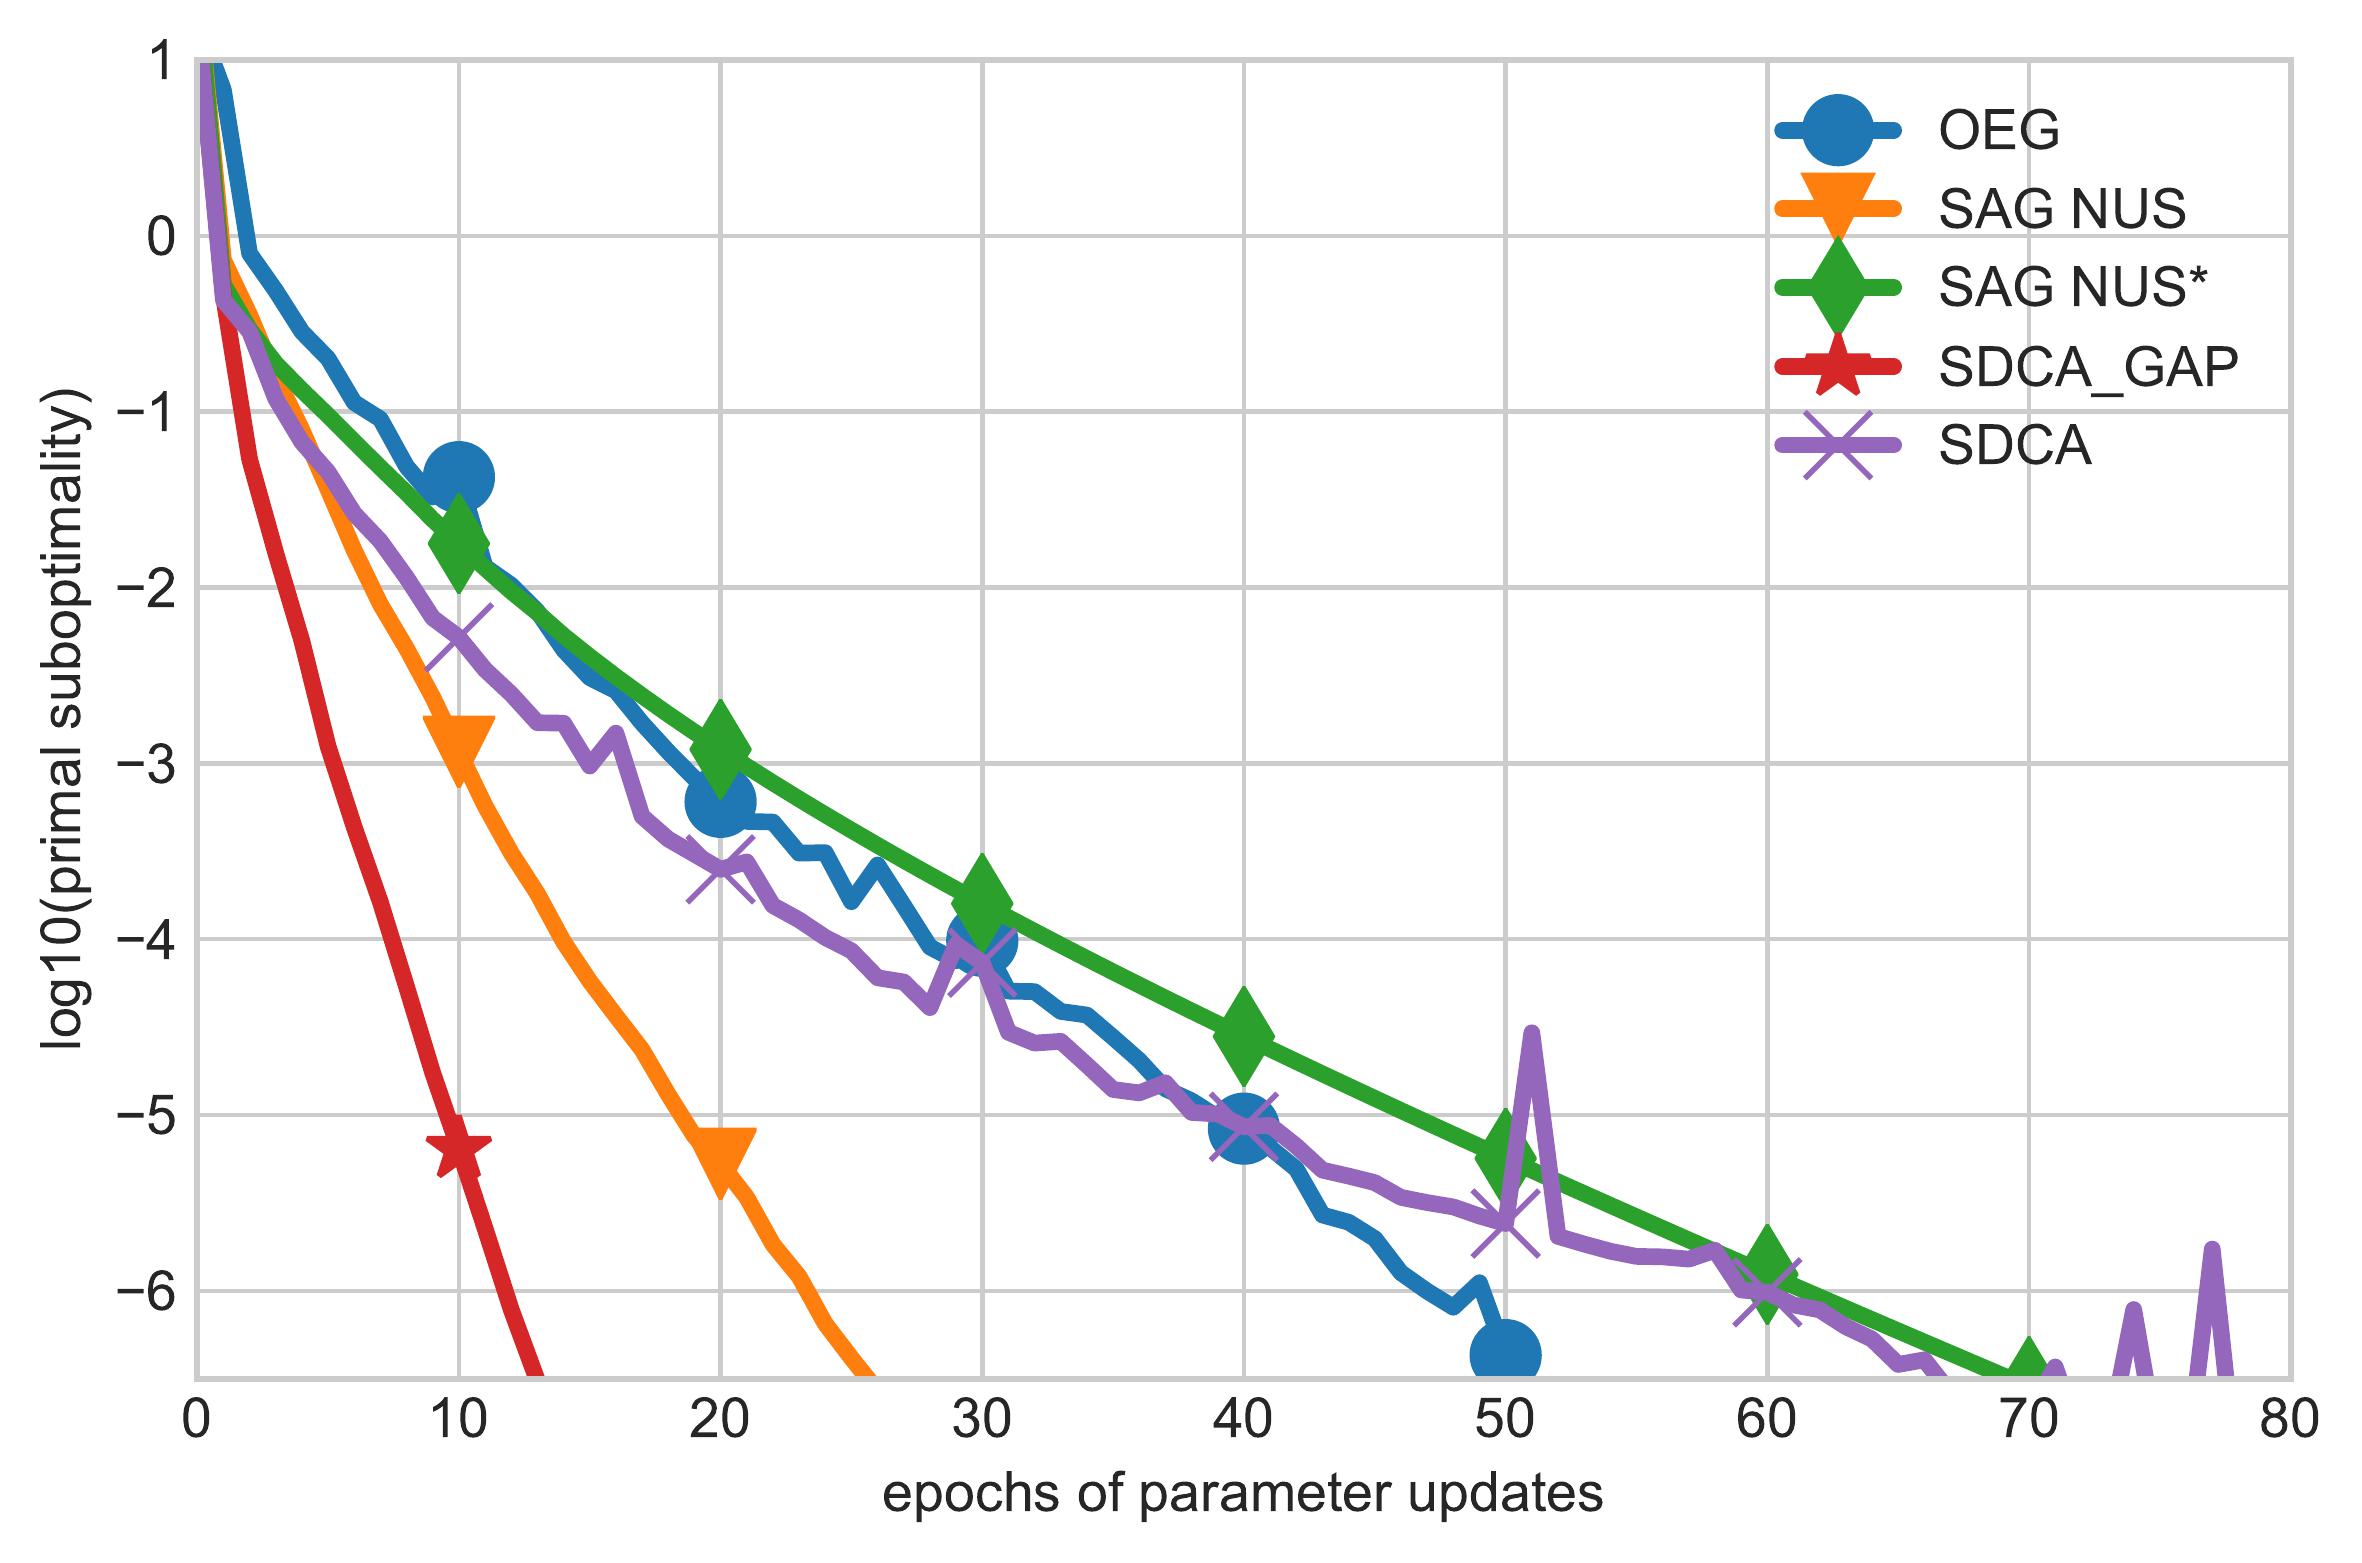 1
0
−1
−2
−3
−4
−5
−6
log10(primal suboptimality)
OEG
SAG NUS
SAG NUS*
SDCA_GAP
SDCA
0 10 20 30 40 50 60 70 80
epochs of parameter updates